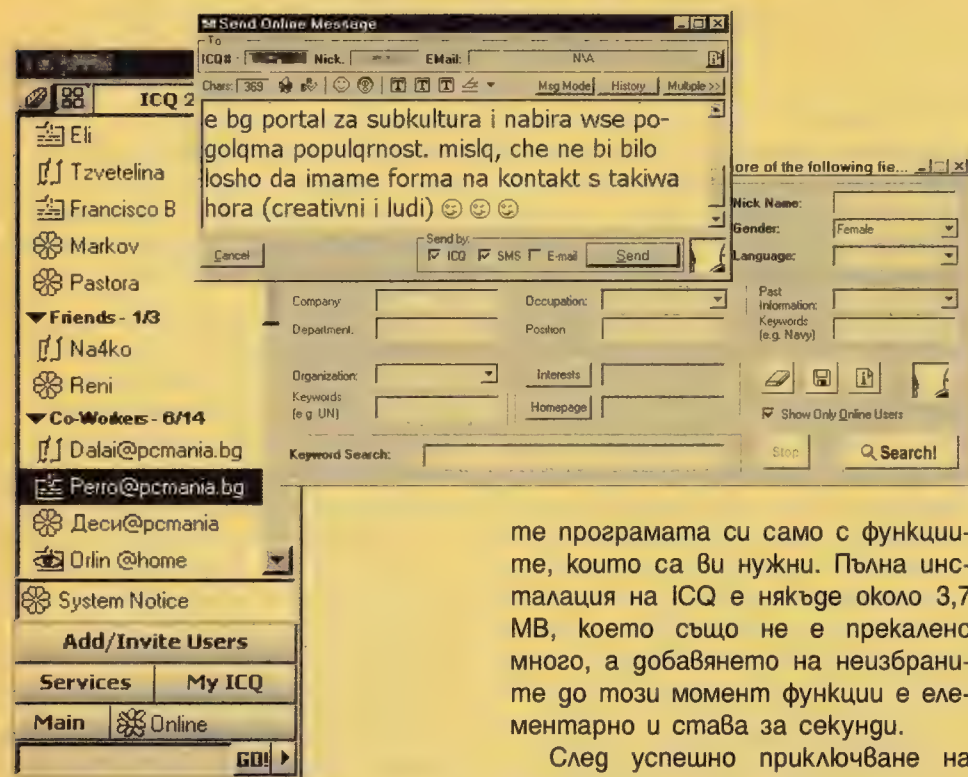 Send Online Message
To
ICQ#: Nick. EMail: N\A
Chars: 369 Msg Mode History Multiple >>
e bg portal za subkultura i nabira wse po-
golqma populqrnost. mislq, che ne bi bilo
losho da imame forma na kontakt s takiwa
hora (creativni i ludi)
Cancel Send by: ICQ SMS E-mail Send
ICQ 2
Eli
Tzvetelina
Francisco B
Markov
Pastora
Friends - 1/3
Na4ko
Reni
Co-Workers - 6/14
Dalai@pcmania.bg
Perro@pcmania.bg
Деси@pcmania
Orlin @home
System Notice
Add/Invite Users
Services My ICQ
Main Online
GO!
ore of the following fie...
Nick Name:
Gender: Female
Language:
Company
Occupation:
Past
Information:
Department.
Position
Keywords
(e.g. Navy)
Organization:
Interests
Keywords
(e.g. UN)
Homepage
Show Only Online Users
Keyword Search:
Stop Search!
те програмата си само с функции-
те, които са ви нужни. Пълна инс-
талация на ICQ е някъде около 3,7
MB, което също не е прекалено
много, а добавянето на неизбрани-
те до този момент функции е еле-
ментарно и става за секунди.
След успешно приключване на